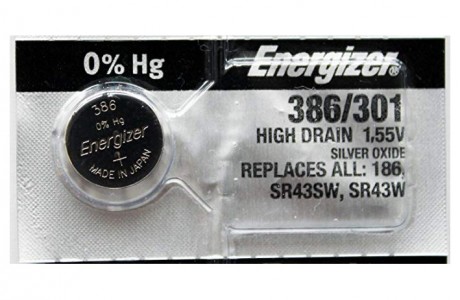 0% Hg
Energizer®
386/301
HIGH DRAIN 1.55V
SILVER OXIDE
REPLACES ALL: 186,
SR43SW, SR43W
386
0% Hg
Energizer
+
MADE IN JAPAN